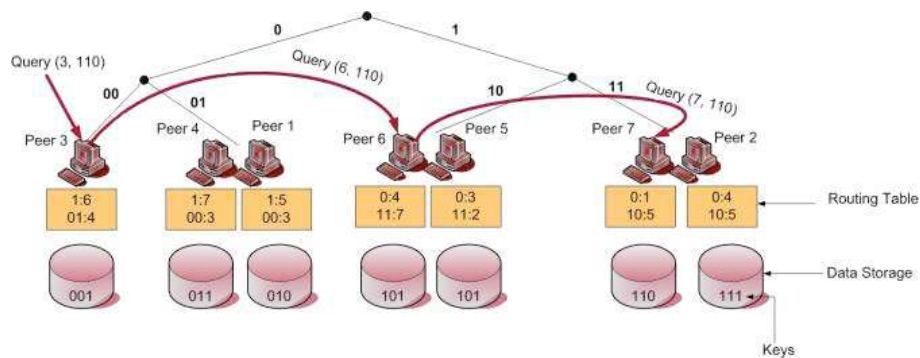 0
1
Query (3, 110)
Query (6, 110)
00
01
10
11
Query (7, 110)
Peer 3
Peer 4
Peer 1
Peer 6
Peer 5
Peer 7
Peer 2
1:6
01:4
1:7
00:3
1:5
00:3
0:4
11:7
0:3
11:2
0:1
10:5
0:4
10:5
Routing Table
001
011
010
101
101
110
111
Data Storage
Keys